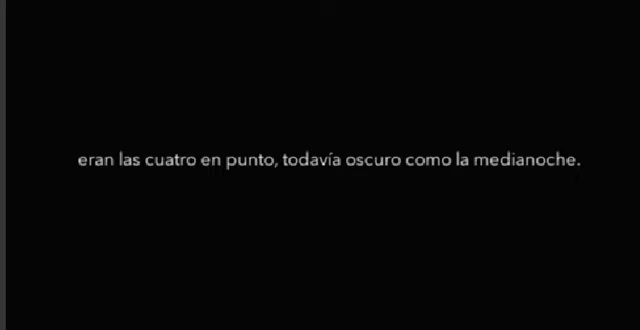 eran las cuatro en punto, todavía oscuro como la medianoche.